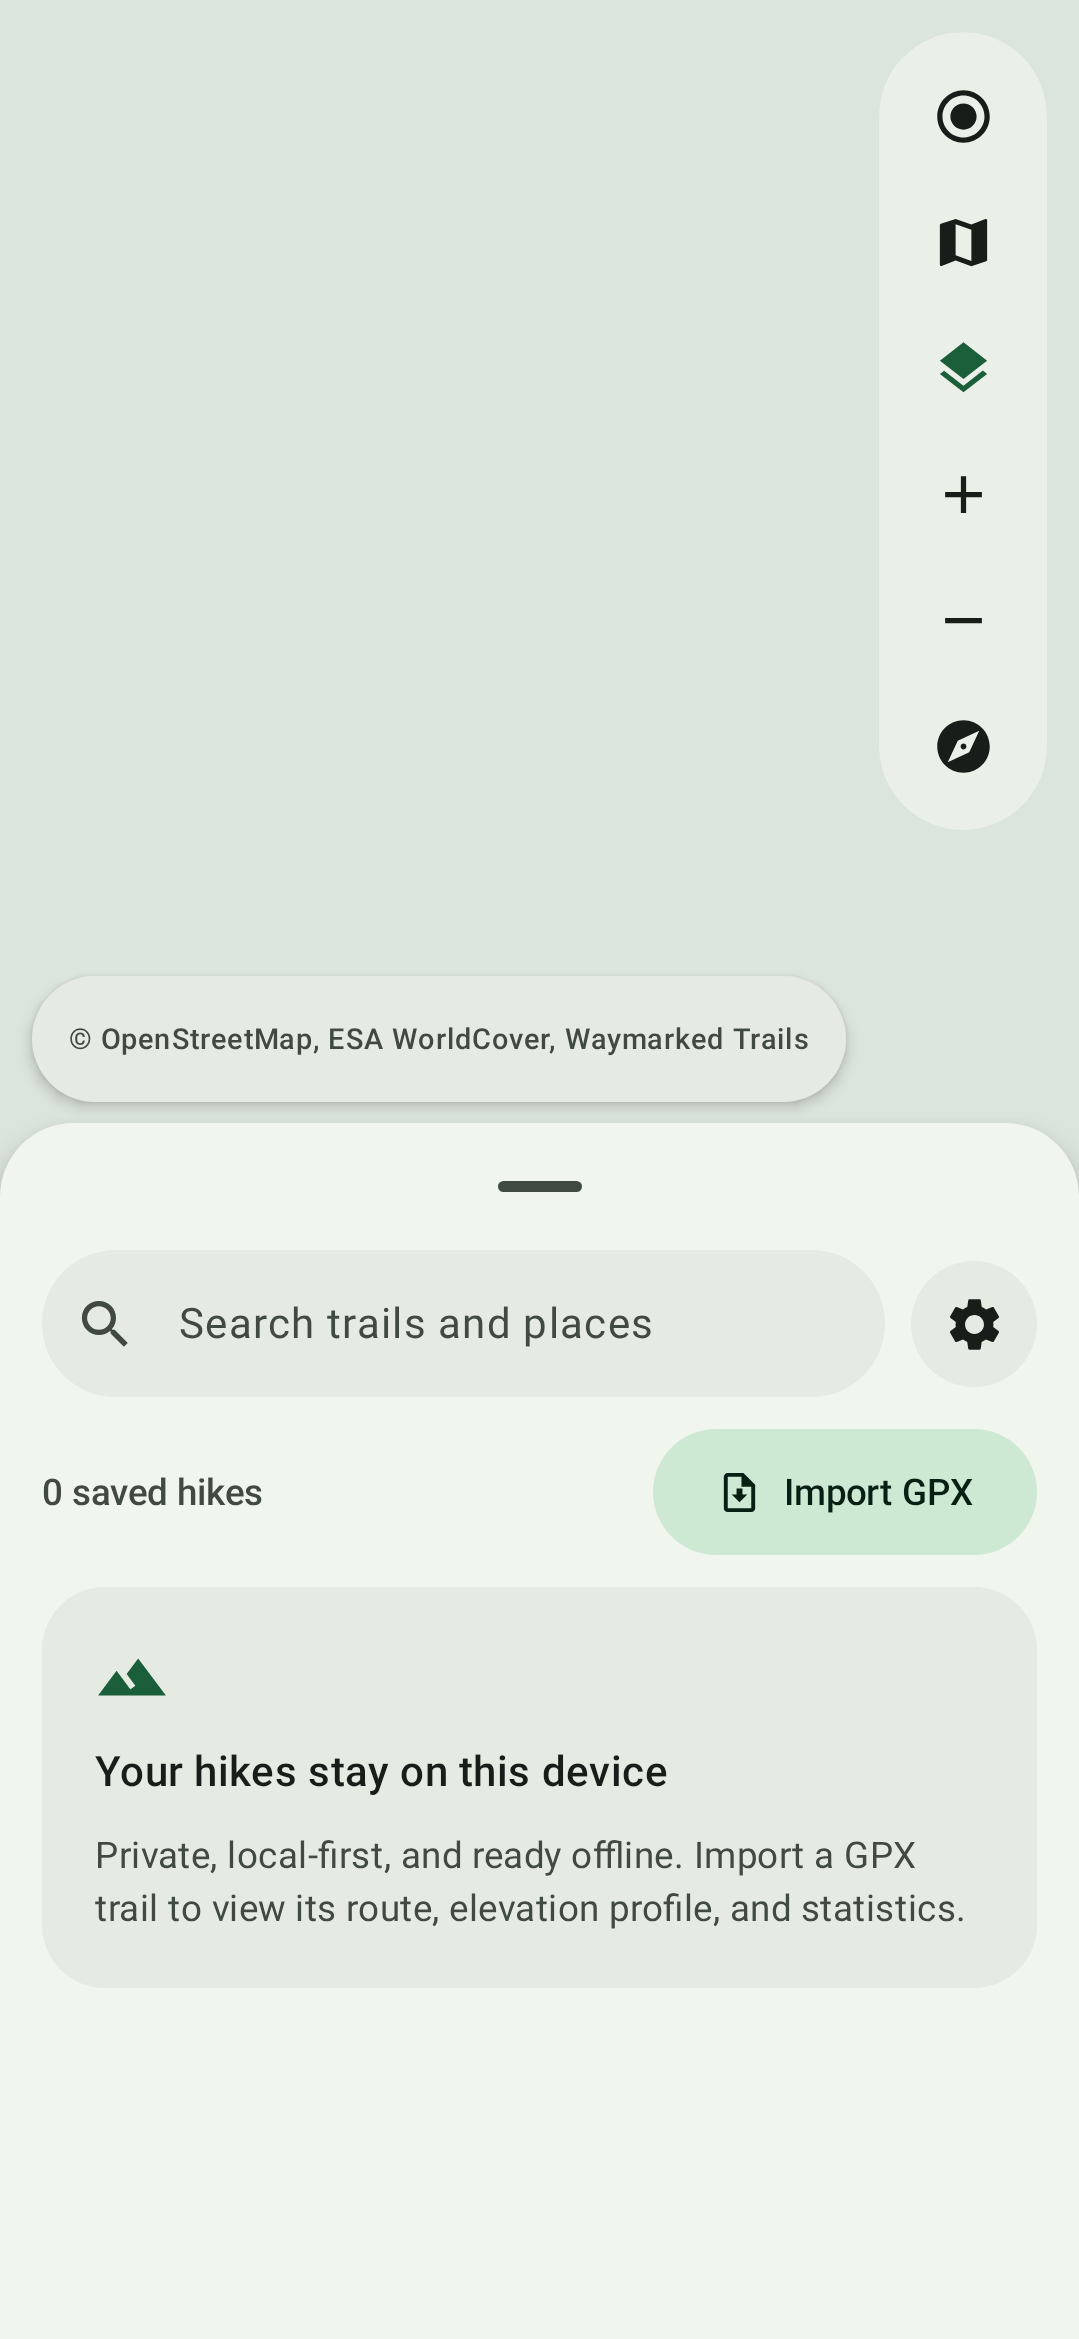 © OpenStreetMap, ESA WorldCover, Waymarked Trails
Search trails and places
0 saved hikes
Import GPX
Your hikes stay on this device
Private, local-first, and ready offline. Import a GPX
trail to view its route, elevation profile, and statistics.